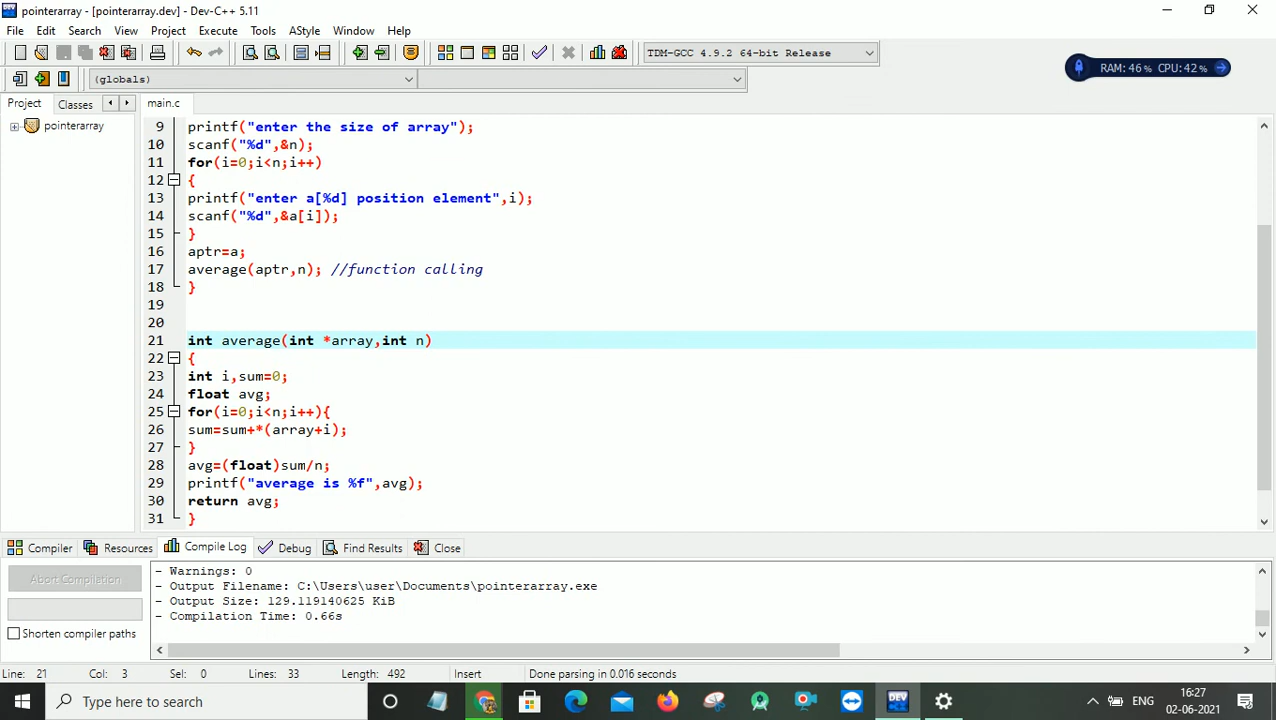 pointerarray - [pointerarray.dev] - Dev-C++ 5.11
File Edit Search View Project Execute Tools AStyle Window Help
TDM-GCC 4.9.2 64-bit Release
RAM: 46% CPU: 42%
(globals)
Project Classes main.c
pointerarray
9 printf("enter the size of array");
10 scanf("%d",&n);
11 for(i=0;i<n;i++)
12 {
13 printf("enter a[%d] position element",i);
14 scanf("%d",&a[i]);
15 }
16 aptr=a;
17 average(aptr,n); //function calling
18 }
19
20
21 int average(int *array,int n)
22 {
23 int i,sum=0;
24 float avg;
25 for(i=0;i<n;i++){
26 sum=sum+*(array+i);
27 }
28 avg=(float)sum/n;
29 printf("average is %f",avg);
30 return avg;
31 }
Compiler Resources Compile Log Debug Find Results Close
Abort Compilation
Shorten compiler paths
- Warnings: 0
- Output Filename: C:\Users\user\Documents\pointerarray.exe
- Output Size: 129.119140625 KiB
- Compilation Time: 0.66s
Line: 21 Col: 3 Sel: 0 Lines: 33 Length: 492 Insert Done parsing in 0.016 seconds
Type here to search
DEV
ENG
16:27
02-06-2021